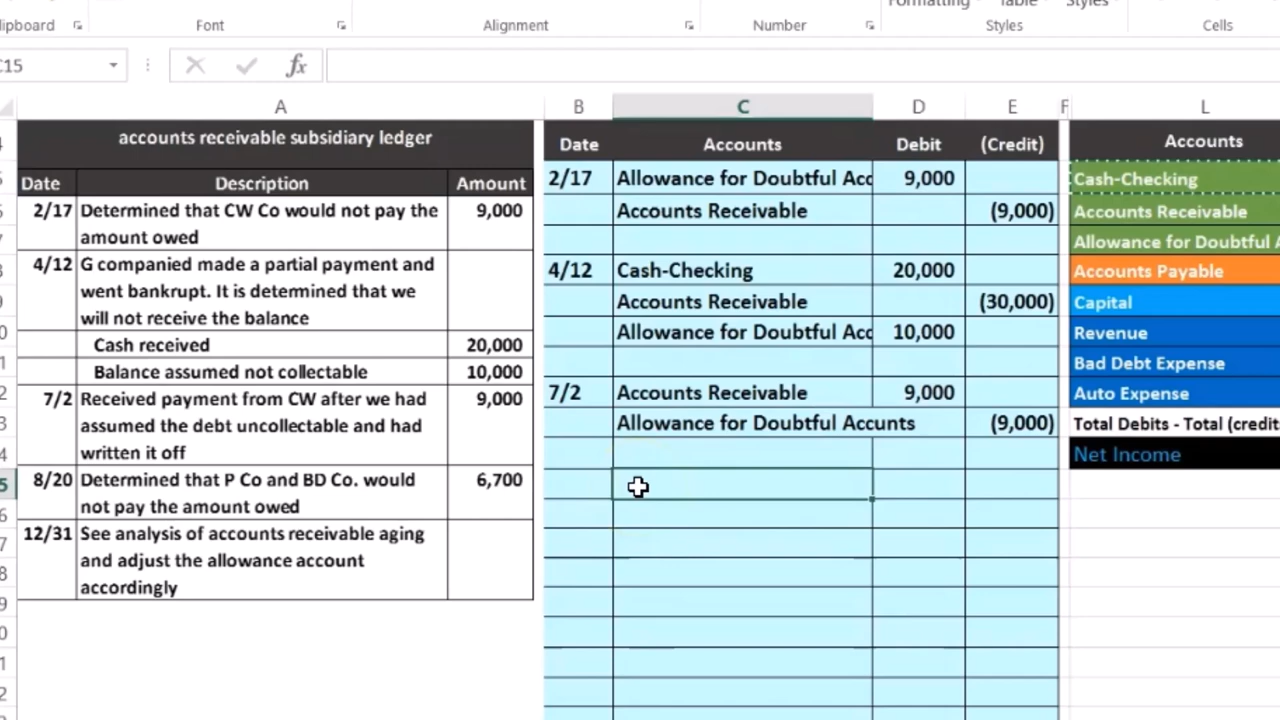 Formatting Table Styles
lipboard Font Alignment Number Styles Cells
C15 fx
A B C D E F L
accounts receivable subsidiary ledger
Date Description Amount
2/17 Determined that CW Co would not pay the 9,000
amount owed
4/12 G companied made a partial payment and
went bankrupt. It is determined that we
will not receive the balance
Cash received 20,000
Balance assumed not collectable 10,000
7/2 Received payment from CW after we had 9,000
assumed the debt uncollectable and had
written it off
8/20 Determined that P Co and BD Co. would 6,700
not pay the amount owed
12/31 See analysis of accounts receivable aging
and adjust the allowance account
accordingly
Date Accounts Debit (Credit)
2/17 Allowance for Doubtful Acc 9,000
Accounts Receivable (9,000)
4/12 Cash-Checking 20,000
Accounts Receivable (30,000)
Allowance for Doubtful Acc 10,000
7/2 Accounts Receivable 9,000
Allowance for Doubtful Accunts (9,000)
Accounts
Cash-Checking
Accounts Receivable
Allowance for Doubtful A
Accounts Payable
Capital
Revenue
Bad Debt Expense
Auto Expense
Total Debits - Total (credit
Net Income